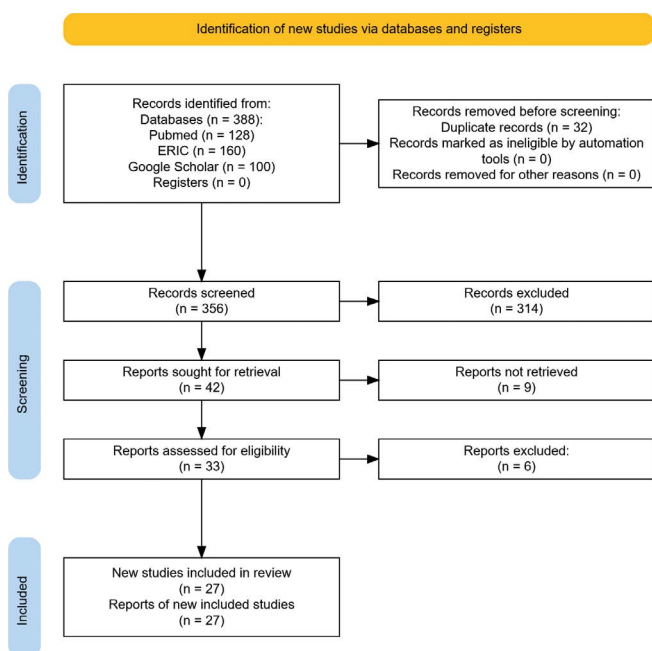 Identification of new studies via databases and registers
Identification
Records identified from:
Databases (n = 388):
Pubmed (n = 128)
ERIC (n = 160)
Google Scholar (n = 100)
Registers (n = 0)
Records removed before screening:
Duplicate records (n = 32)
Records marked as ineligible by automation
tools (n = 0)
Records removed for other reasons (n = 0)
Screening
Records screened
(n = 356)
Records excluded
(n = 314)
Reports sought for retrieval
(n = 42)
Reports not retrieved
(n = 9)
Reports assessed for eligibility
(n = 33)
Reports excluded:
(n = 6)
Included
New studies included in review
(n = 27)
Reports of new included studies
(n = 27)